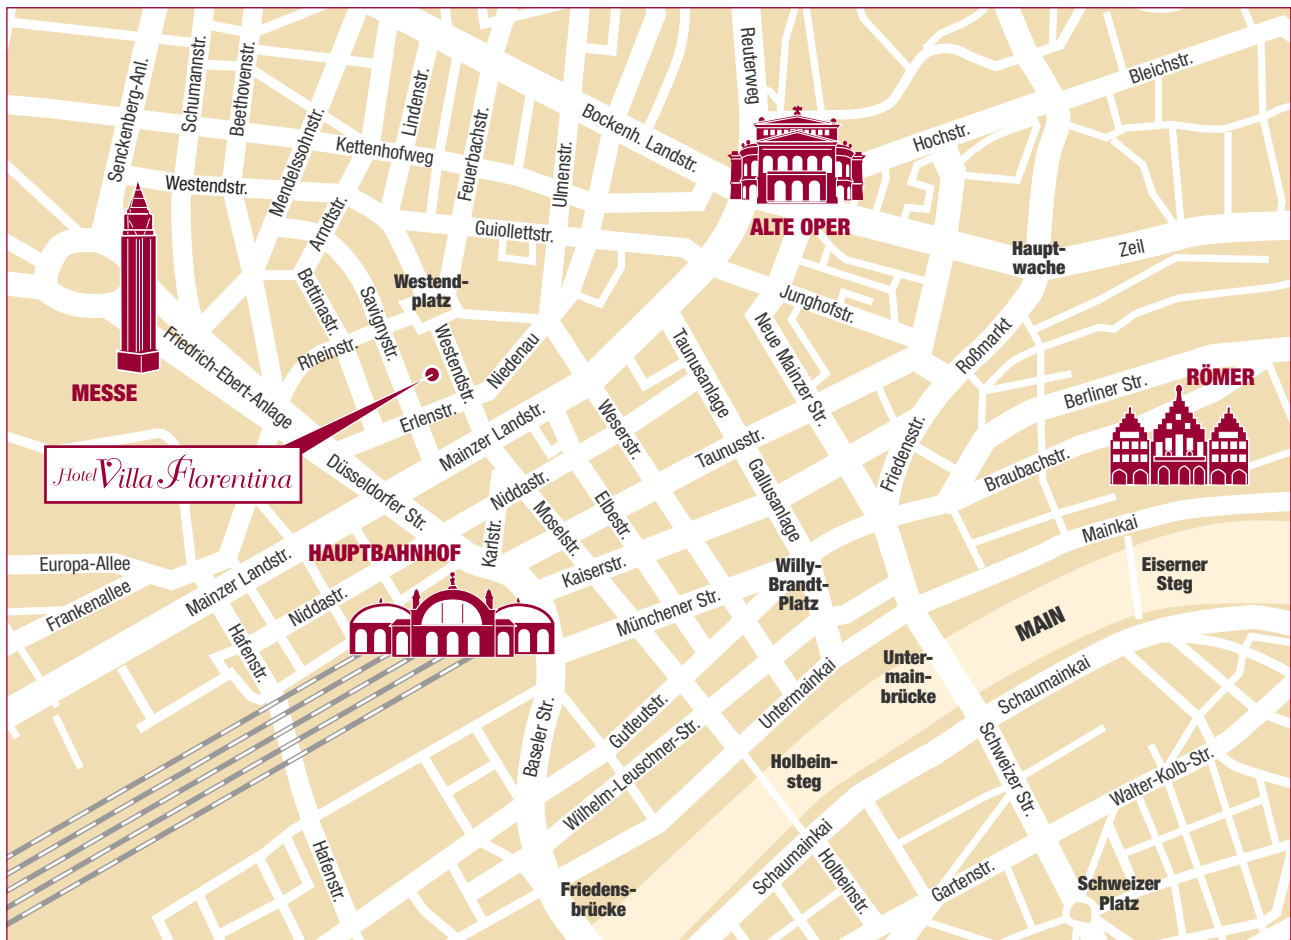 Senckenberg-Anl.
Schumannstr.
Beethovenstr.
Mendelssohnstr.
Lindenstr.
Kettenhofweg
Feuerbachstr.
Ulmenstr.
Bockenh. Landstr.
Reuterweg
Bleichstr.
Hochstr.
Westendstr.
Arndtstr.
Guiollettstr.
ALTE OPER
Haupt-
wache
Zeil
Westend-
platz
Bettinastr.
Savignystr.
Junghofstr.
Friedrich-Ebert-Anlage
Rheinstr.
Westendstr.
Niedenau
Taunusanlage
Neue Mainzer Str.
Roßmarkt
MESSE
RÖMER
Berliner Str.
Erlenstr.
Mainzer Landstr.
Weserstr.
Taunusstr.
Friedensstr.
Braubachstr.
Hotel Villa Florentina
Düsseldorfer Str.
Niddastr.
Elbestr.
Gallusanlage
Moselstr.
Karlstr.
Mainkai
HAUPTBAHNHOF
Europa-Allee
Frankenallee
Mainzer Landstr.
Niddastr.
Kaiserstr.
Willy-
Brandt-
Platz
Eiserner
Steg
Münchener Str.
MAIN
Hafenstr.
Unter-
main-
brücke
Untermainkai
Schaumainkai
Baseler Str.
Gutleutstr.
Wilhelm-Leuschner-Str.
Schweizer Str.
Holbein-
steg
Walter-Kolb-Str.
Hafenstr.
Schaumainkai
Holbeinstr.
Gartenstr.
Friedens-
brücke
Schweizer
Platz